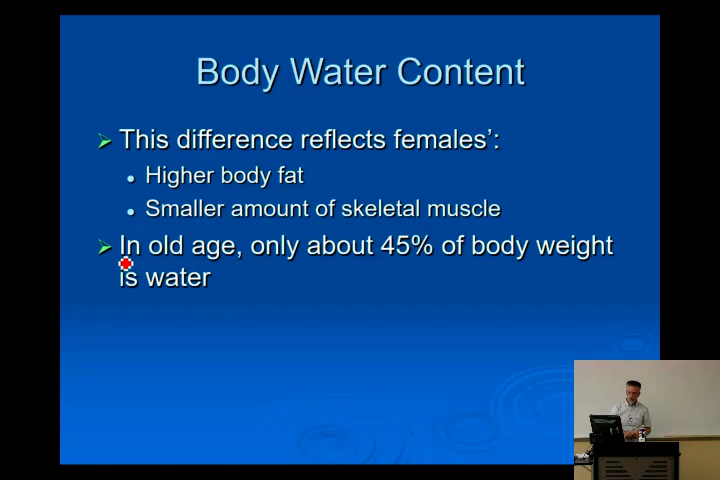 Body Water Content
This difference reflects females’:
Higher body fat
Smaller amount of skeletal muscle
In old age, only about 45% of body weight
is water